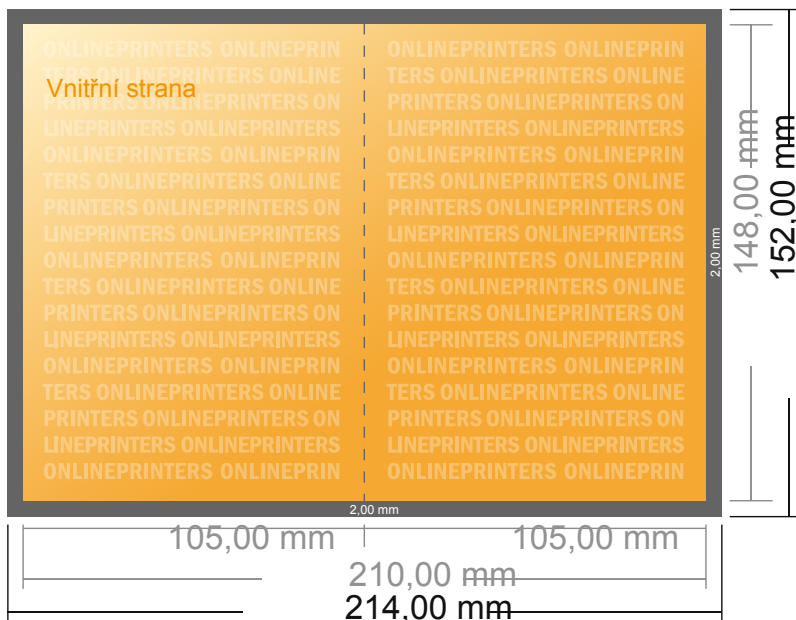 ONLINEPRINTERS ONLINEPRIN
TERS ONLINEPRINTERS ONLINE
Vnitřní strana
PRINTERS ONLINEPRINTERS ON
LINEPRINTERS ONLINEPRINTERS
ONLINEPRINTERS ONLINEPRIN
TERS ONLINEPRINTERS ONLINE
PRINTERS ONLINEPRINTERS ON
LINEPRINTERS ONLINEPRINTERS
ONLINEPRINTERS ONLINEPRIN
TERS ONLINEPRINTERS ONLINE
PRINTERS ONLINEPRINTERS ON
LINEPRINTERS ONLINEPRINTERS
ONLINEPRINTERS ONLINEPRIN
TERS ONLINEPRINTERS ONLINE
PRINTERS ONLINEPRINTERS ON
LINEPRINTERS ONLINEPRINTERS
ONLINEPRINTERS ONLINEPRIN
ONLINEPRINTERS ONLINEPRIN
TERS ONLINEPRINTERS ONLINE
PRINTERS ONLINEPRINTERS ON
LINEPRINTERS ONLINEPRINTERS
ONLINEPRINTERS ONLINEPRIN
TERS ONLINEPRINTERS ONLINE
PRINTERS ONLINEPRINTERS ON
LINEPRINTERS ONLINEPRINTERS
ONLINEPRINTERS ONLINEPRIN
TERS ONLINEPRINTERS ONLINE
PRINTERS ONLINEPRINTERS ON
LINEPRINTERS ONLINEPRINTERS
ONLINEPRINTERS ONLINEPRIN
TERS ONLINEPRINTERS ONLINE
PRINTERS ONLINEPRINTERS ON
LINEPRINTERS ONLINEPRINTERS
ONLINEPRINTERS ONLINEPRIN
2,00 mm
148,00 mm
152,00 mm
2,00 mm
105,00 mm
105,00 mm
210,00 mm
214,00 mm